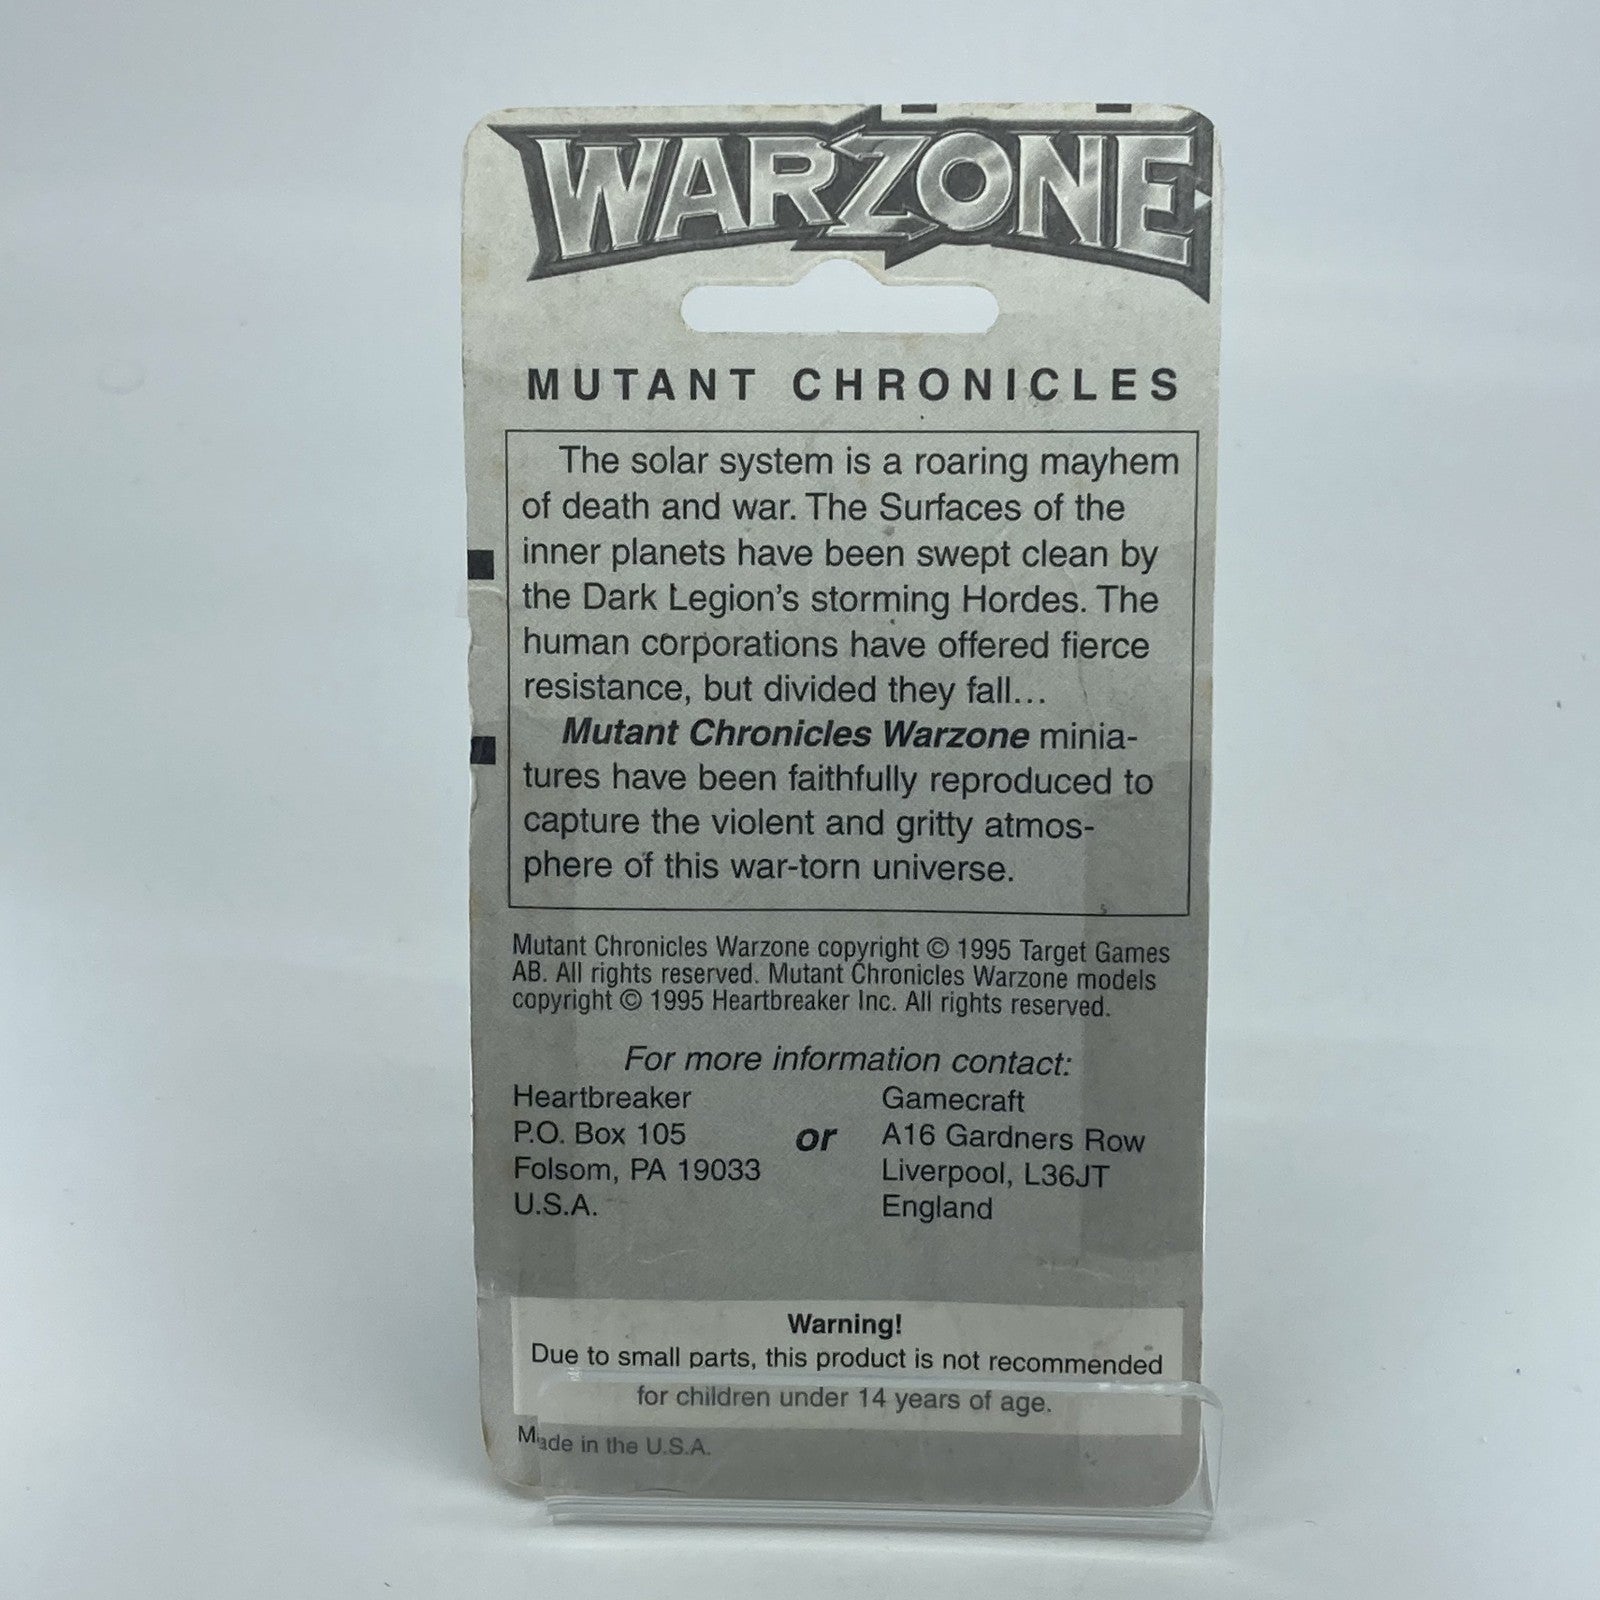 WARZONE
MUTANT CHRONICLES
The solar system is a roaring mayhem
of death and war. The Surfaces of the
inner planets have been swept clean by
the Dark Legion's storming Hordes. The
human corporations have offered fierce
resistance, but divided they fall...
Mutant Chronicles Warzone minia-
tures have been faithfully reproduced to
capture the violent and gritty atmos-
phere of this war-torn universe.
Mutant Chronicles Warzone copyright © 1995 Target Games
AB. All rights reserved. Mutant Chronicles Warzone models
copyright © 1995 Heartbreaker Inc. All rights reserved.
For more information contact:
Heartbreaker
P.O. Box 105
Folsom, PA 19033
U.S.A.
or
Gamecraft
A16 Gardners Row
Liverpool, L36JT
England
Warning!
Due to small parts, this product is not recommended
for children under 14 years of age.
Made in the U.S.A.